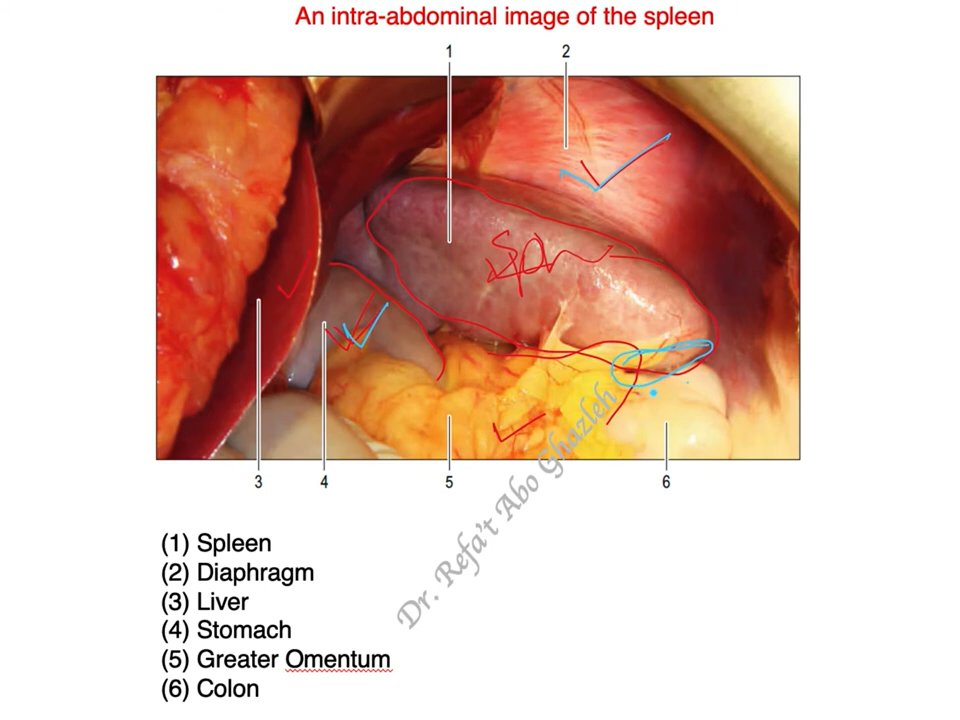 An intra-abdominal image of the spleen
1 2
3 4 5 6
Dr. Refa't Abo Ghazleh
(1) Spleen
(2) Diaphragm
(3) Liver
(4) Stomach
(5) Greater Omentum
(6) Colon